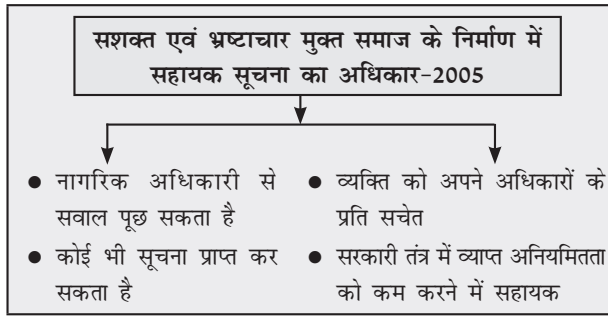 सशक्त एवं भ्रष्टाचार मुक्त समाज के निर्माण में
सहायक सूचना का अधिकार-2005
● नागरिक अधिकारी से
सवाल पूछ सकता है
● कोई भी सूचना प्राप्त कर
सकता है
● व्यक्ति को अपने अधिकारों के
प्रति सचेत
● सरकारी तंत्र में व्याप्त अनियमितता
को कम करने में सहायक